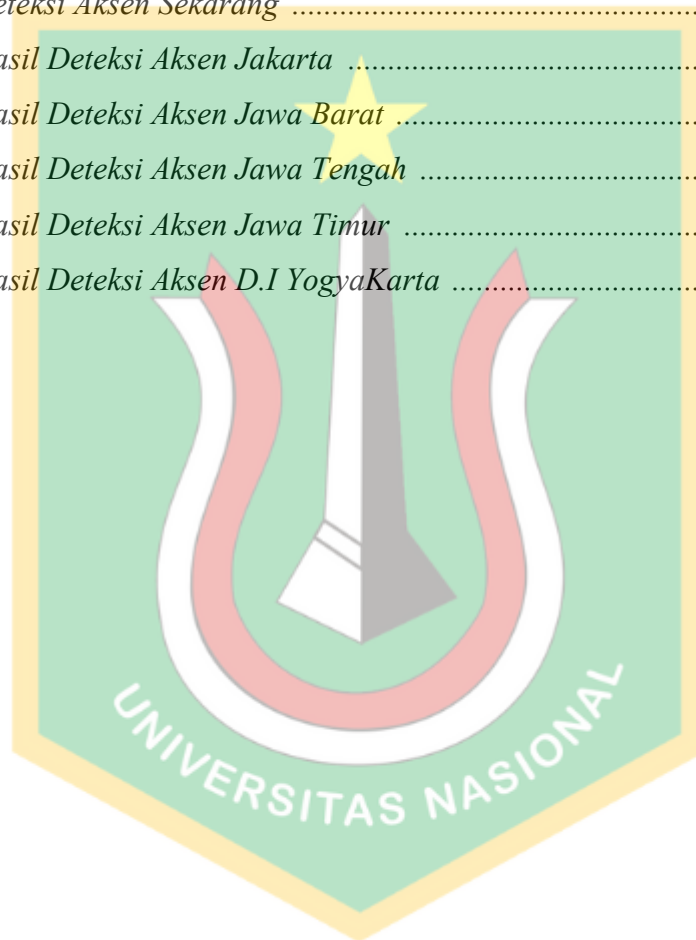 eteksi Aksen Sekarang ....................................................
asil Deteksi Aksen Jakarta .............................................
asil Deteksi Aksen Jawa Barat .......................................
asil Deteksi Aksen Jawa Tengah ....................................
asil Deteksi Aksen Jawa Timur ......................................
asil Deteksi Aksen D.I YogyaKarta ................................
UNIVERSITAS NASIONAL